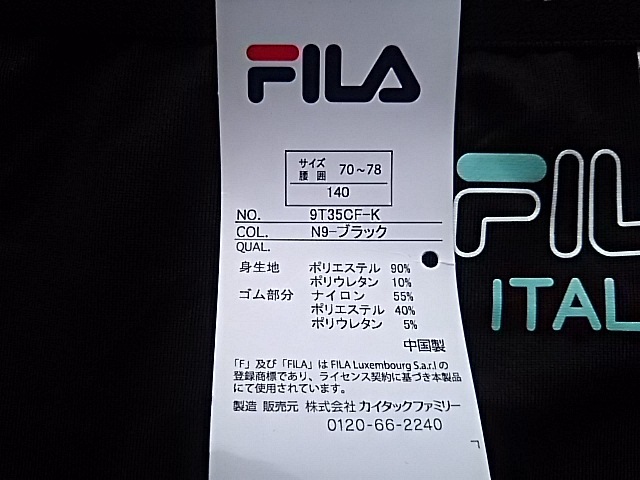 FILA
サイズ
腰囲 70～78
140
NO. 9T35CF-K
COL. N9-ブラック
QUAL.
身生地 ポリエステル 90%
ポリウレタン 10%
ゴム部分 ナイロン 55%
ポリエステル 40%
ポリウレタン 5%
中国製
「F」及び「FILA」は FILA Luxembourg S.a.r.l の
登録商標であり、ライセンス契約に基づき本製品
にて使用されています。
製造 販売元 株式会社 カイタックファミリー
0120-66-2240
FIL
ITAL